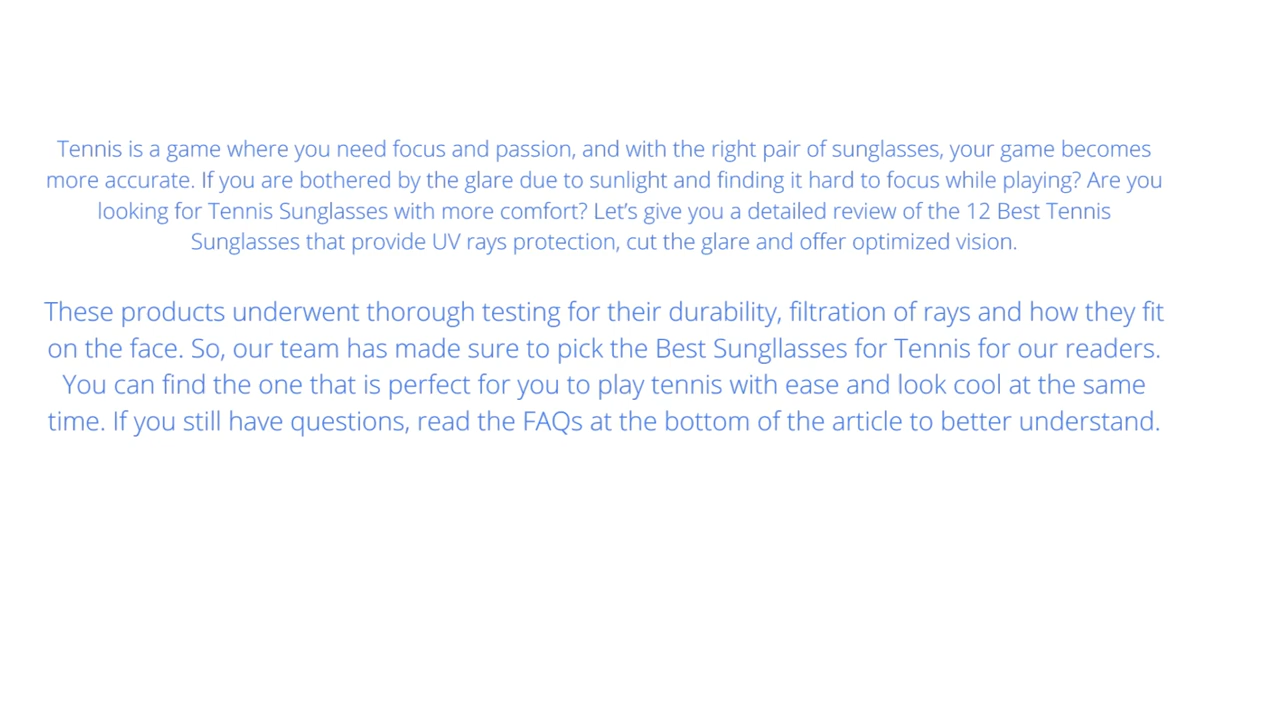 Tennis is a game where you need focus and passion, and with the right pair of sunglasses, your game becomes
more accurate. If you are bothered by the glare due to sunlight and finding it hard to focus while playing? Are you
looking for Tennis Sunglasses with more comfort? Let’s give you a detailed review of the 12 Best Tennis
Sunglasses that provide UV rays protection, cut the glare and offer optimized vision.
These products underwent thorough testing for their durability, filtration of rays and how they fit
on the face. So, our team has made sure to pick the Best Sungllasses for Tennis for our readers.
You can find the one that is perfect for you to play tennis with ease and look cool at the same
time. If you still have questions, read the FAQs at the bottom of the article to better understand.